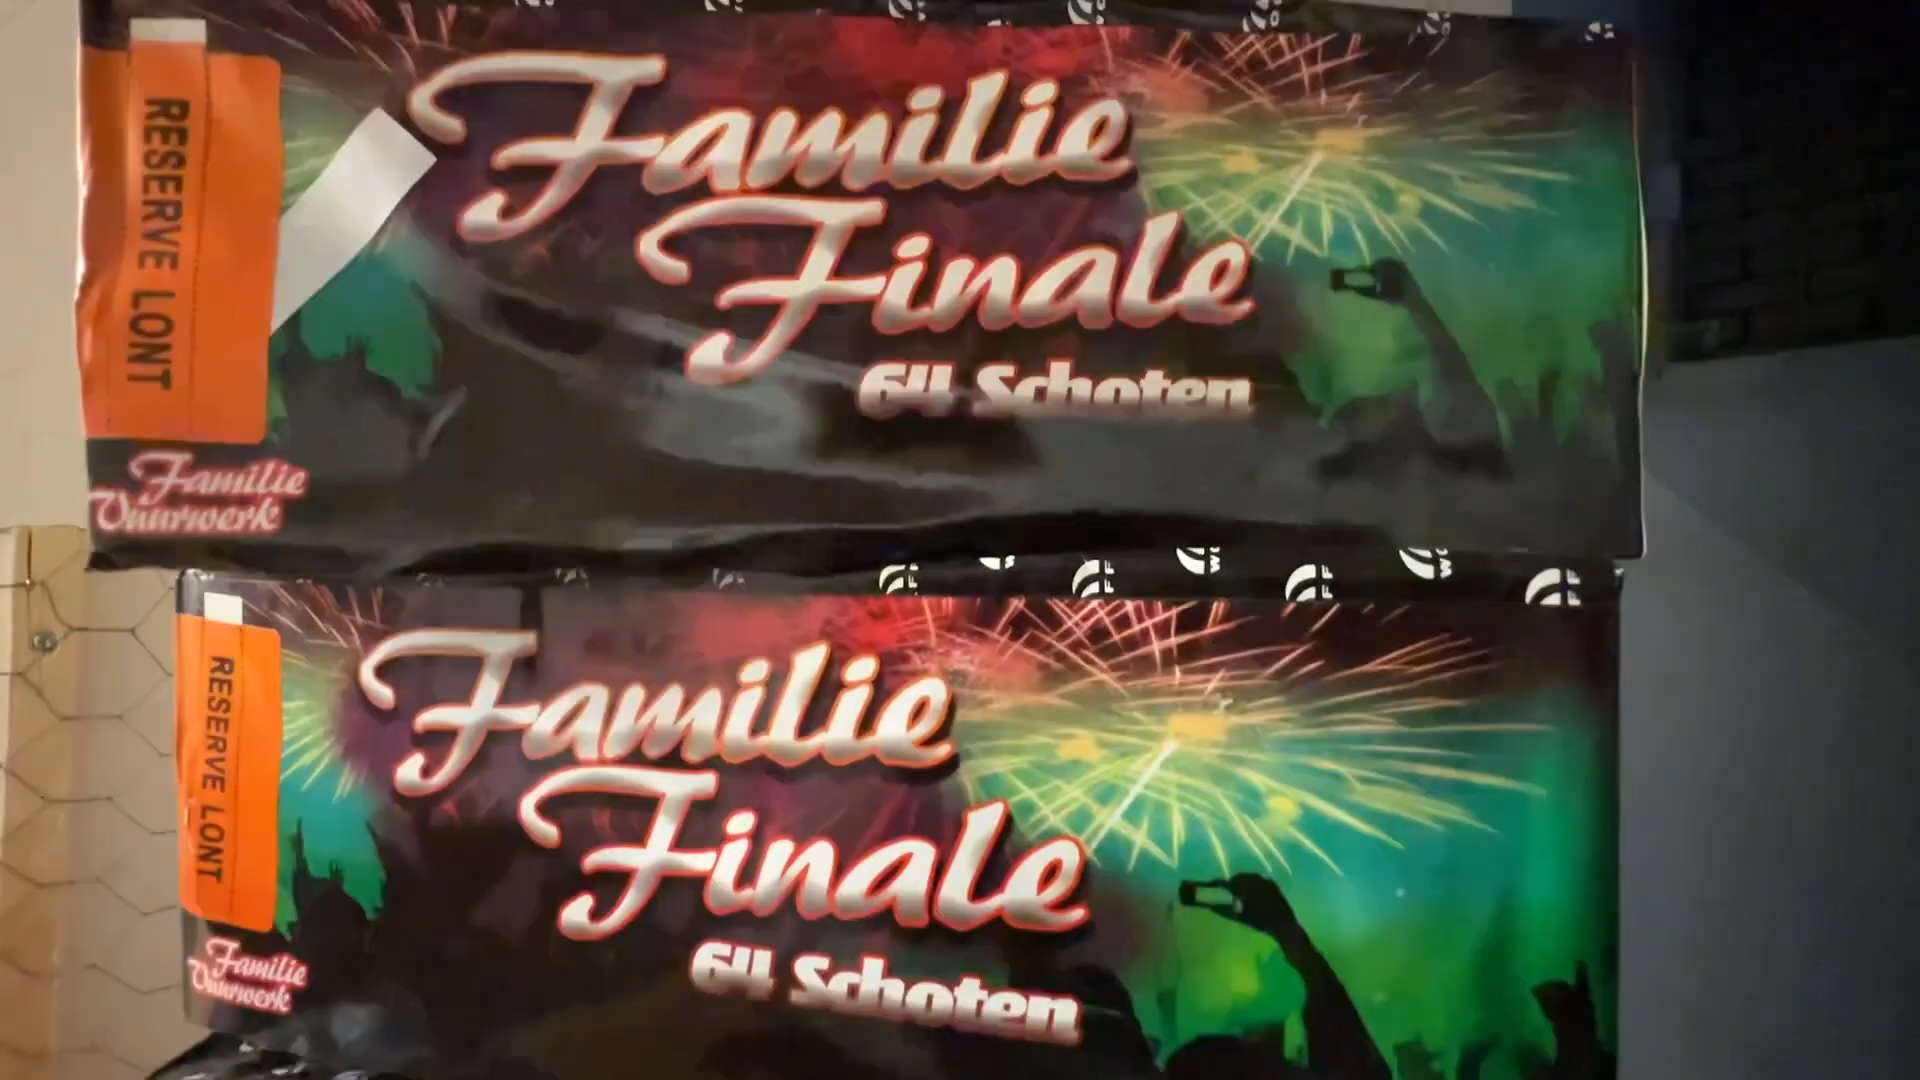 RESERVE LONT
Familie
Finale
64 Schoten
Familie
Vuurwerk
RESERVE LONT
Familie
Finale
64 Schoten
Familie
Vuurwerk